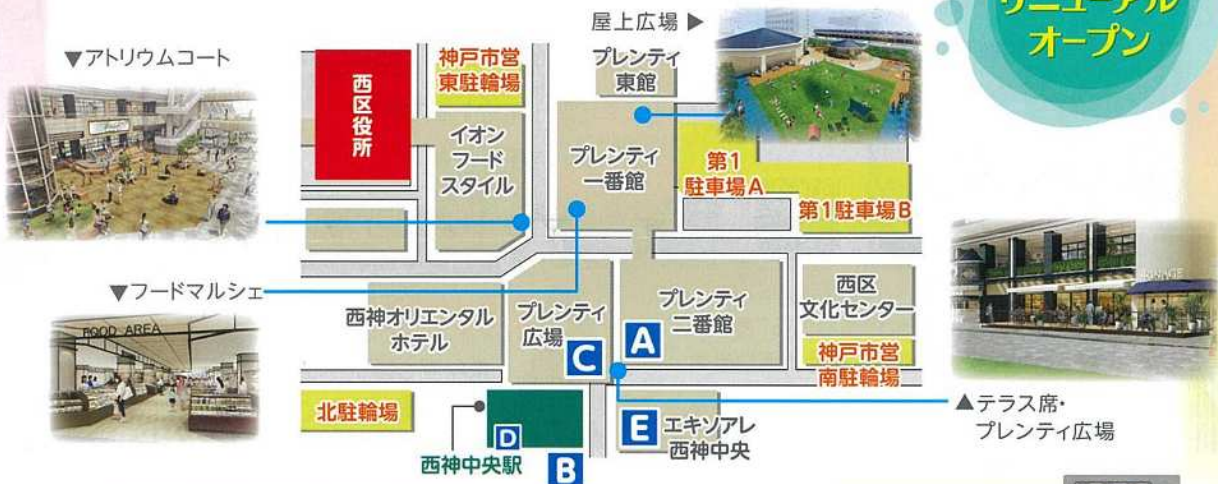 リニューアル
オープン
屋上広場 ▶
▼アトリウムコート
西区役所
神戸市営
東駐輪場
プレンティ
東館
イオン
フード
スタイル
プレンティ
一番館
第1
駐車場A
第1駐車場B
▼フードマルシェ
FOOD AREA
西神オリエンタル
ホテル
プレンティ
広場
C
A
プレンティ
二番館
西区
文化センター
神戸市営
南駐輪場
北駐輪場
D
B
西神中央駅
E
エキソアレ
西神中央
▲テラス席・
プレンティ広場